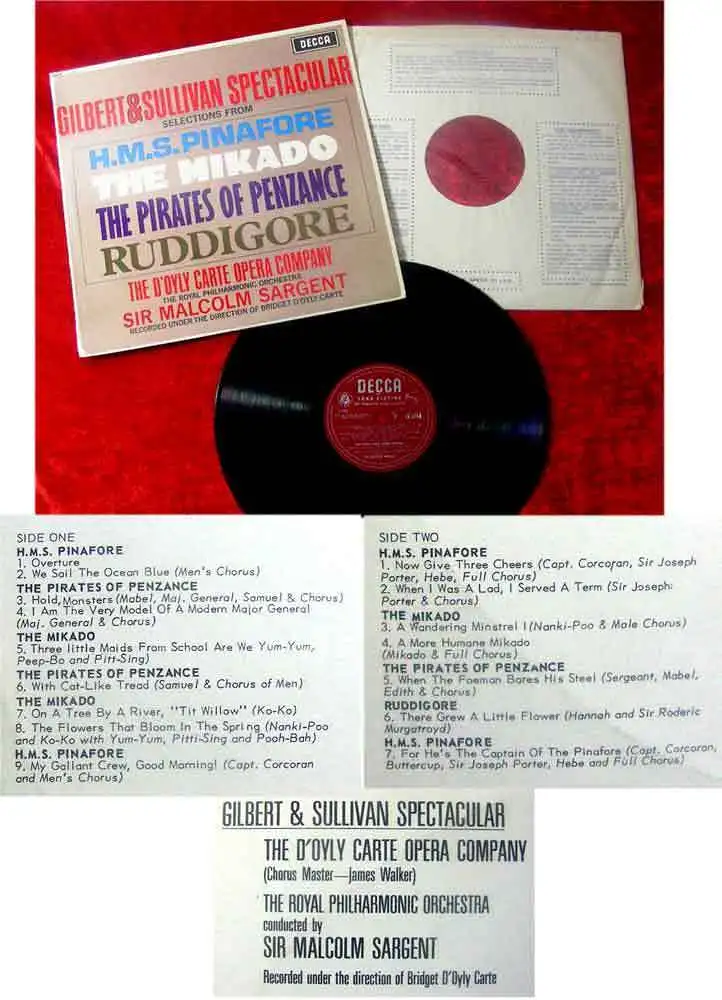 DECCA
GILBERT & SULLIVAN SPECTACULAR
SELECTIONS FROM
H.M.S. PINAFORE
THE MIKADO
THE PIRATES OF PENZANCE
RUDDIGORE
THE D'OYLY CARTE OPERA COMPANY
THE ROYAL PHILHARMONIC ORCHESTRA
SIR MALCOLM SARGENT
RECORDED UNDER THE DIRECTION OF BRIDGET D'OYLY CARTE
DECCA
SIDE ONE
H.M.S. PINAFORE
1. Overture
2. We Sail The Ocean Blue (Men's Chorus)
THE PIRATES OF PENZANCE
3. Hold, Monsters (Mabel, Maj. General, Samuel & Chorus)
4. I Am The Very Model Of A Modern Major General
(Maj. General & Chorus)
THE MIKADO
5. Three little Maids From School Are We Yum-Yum,
Peep-Bo and Pitti-Sing)
THE PIRATES OF PENZANCE
6. With Cat-Like Tread (Samuel & Chorus of Men)
THE MIKADO
7. On A Tree By A River, "Tit Willow" (Ko-Ko)
8. The Flowers That Bloom In The Spring (Nanki-Poo
and Ko-Ko with Yum-Yum, Pitti-Sing and Pooh-Bah)
H.M.S. PINAFORE
9. My Gallant Crew, Good Morning! (Capt. Corcoran
and Men's Chorus)
SIDE TWO
H.M.S. PINAFORE
1. Now Give Three Cheers (Capt. Corcoran, Sir Joseph
Porter, Hebe, Full Chorus)
2. When I Was A Lad, I Served A Term (Sir Joseph
Porter & Chorus)
THE MIKADO
3. A Wandering Minstrel I (Nanki-Poo & Male Chorus)
4. A More Humane Mikado
(Mikado & Full Chorus)
THE PIRATES OF PENZANCE
5. When The Foeman Bares His Steel (Sergeant, Mabel,
Edith & Chorus)
RUDDIGORE
6. There Grew A Little Flower (Hannah and Sir Roderic
Murgatroyd)
H.M.S. PINAFORE
7. For He's The Captain Of The Pinafore (Capt. Corcoran,
Buttercup, Sir Joseph Porter, Hebe and Full Chorus)
GILBERT & SULLIVAN SPECTACULAR
THE D'OYLY CARTE OPERA COMPANY
(Chorus Master—James Walker)
THE ROYAL PHILHARMONIC ORCHESTRA
conducted by
SIR MALCOLM SARGENT
Recorded under the direction of Bridget D'Oyly Carte